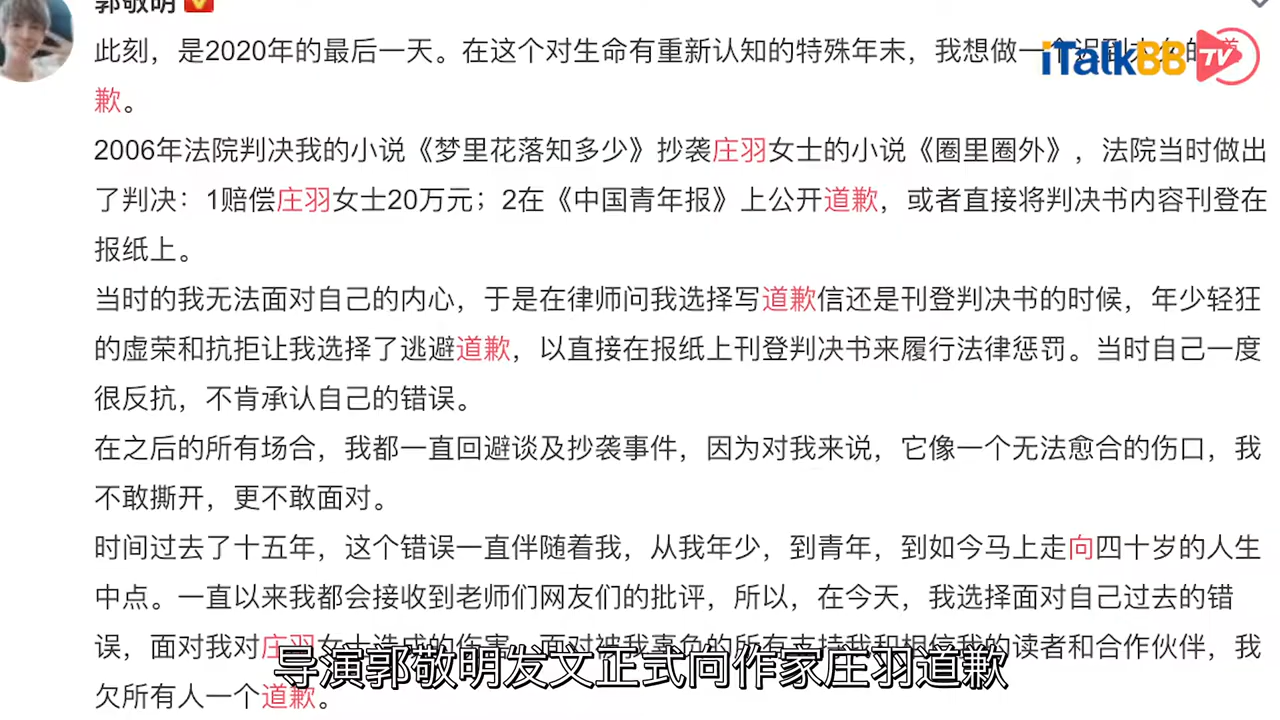 郭敬明
此刻，是2020年的最后一天。在这个对生命有重新认知的特殊年末，我想做一个迟到
iTalkBB TV
歉。
2006年法院判决我的小说《梦里花落知多少》抄袭庄羽女士的小说《圈里圈外》，法院当时做出
了判决：1赔偿庄羽女士20万元；2在《中国青年报》上公开道歉，或者直接将判决书内容刊登在
报纸上。
当时的我无法面对自己的内心，于是在律师问我选择写道歉信还是刊登判决书的时候，年少轻狂
的虚荣和抗拒让我选择了逃避道歉，以直接在报纸上刊登判决书来履行法律惩罚。当时自己一度
很反抗，不肯承认自己的错误。
在之后的所有场合，我都一直回避谈及抄袭事件，因为对我来说，它像一个无法愈合的伤口，我
不敢撕开，更不敢面对。
时间过去了十五年，这个错误一直伴随着我，从我年少，到青年，到如今马上走向四十岁的人生
中点。一直以来我都会接收到老师们网友们的批评，所以，在今天，我选择面对自己过去的错
误，面对我对庄羽女士造成的伤害，面对被我辜负的所有支持我和相信我的读者和合作伙伴，我
导演郭敬明发文正式向作家庄羽道歉
欠所有人一个道歉。